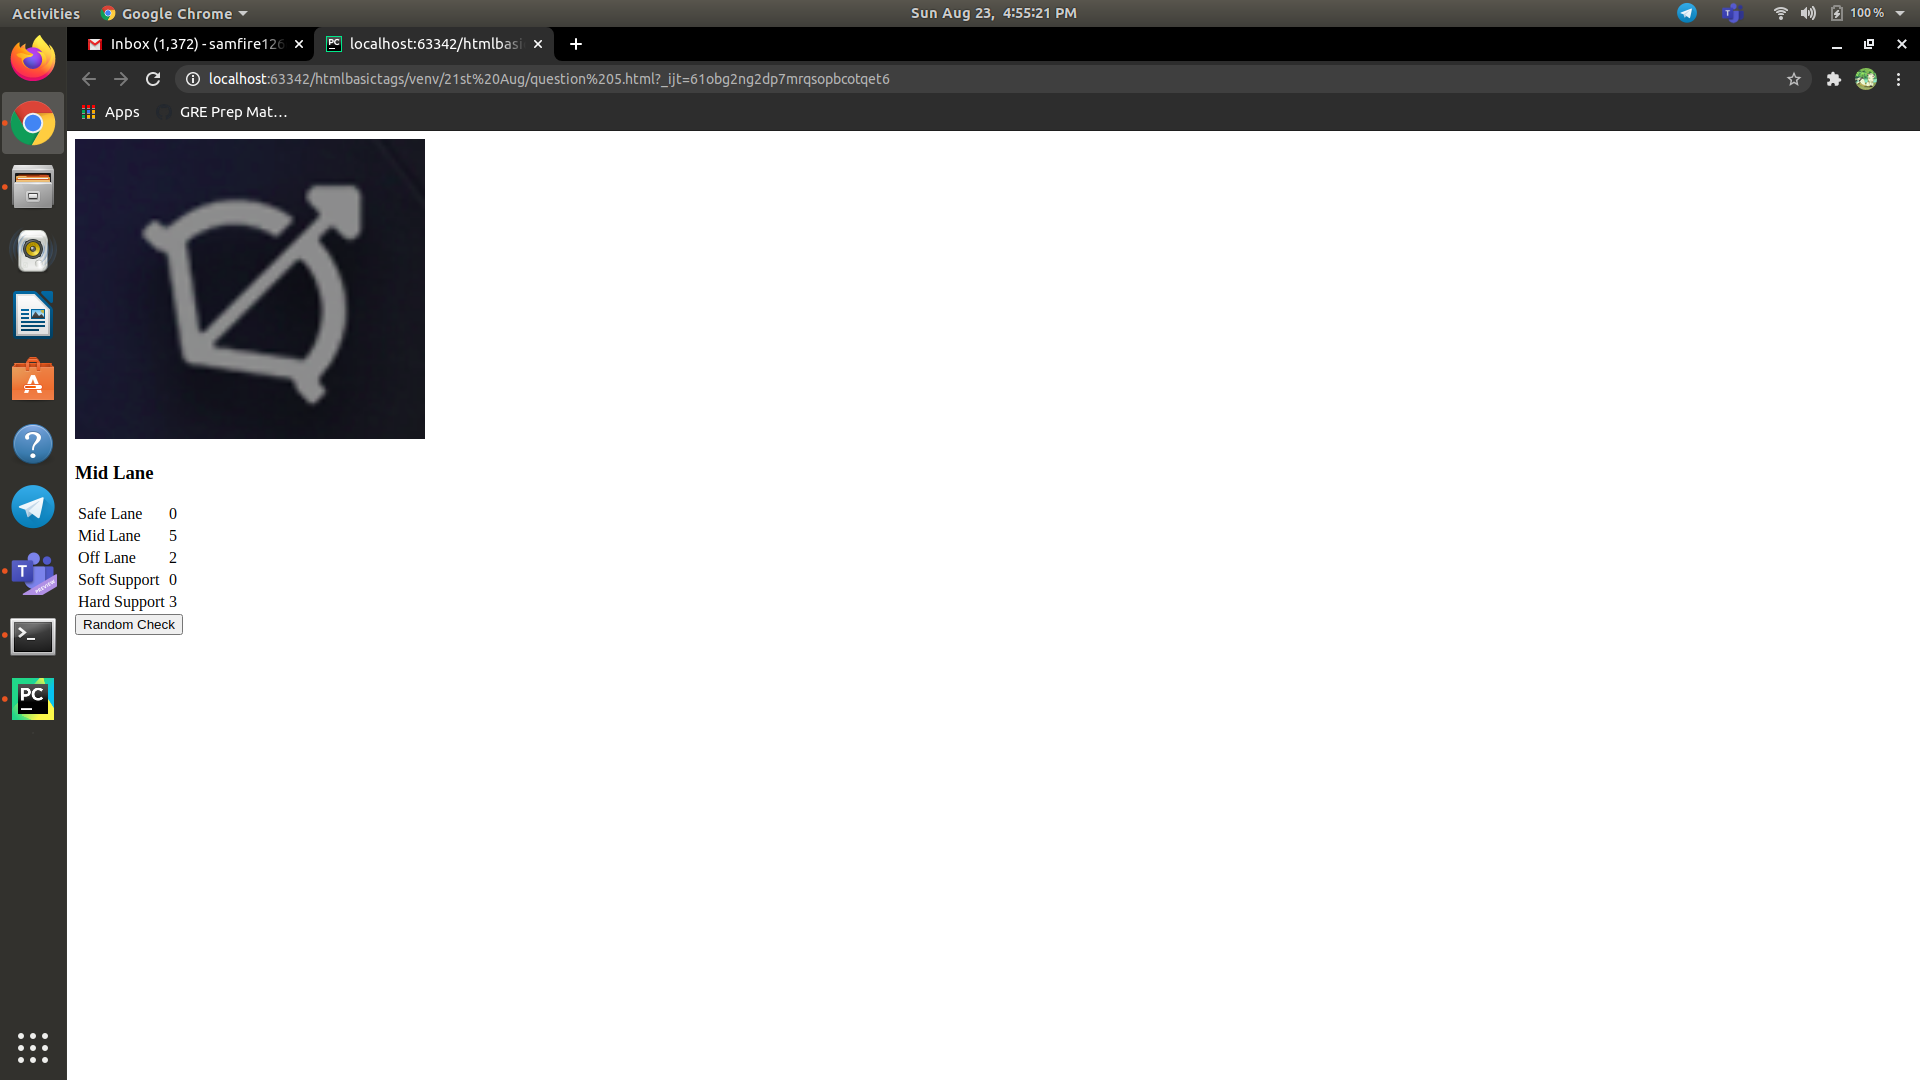 Activities
Google Chrome
Sun Aug 23, 4:55:21 PM
100 %
Inbox (1,372) - samfire126
localhost:63342/htmlbasi
localhost:63342/htmlbasictags/venv/21st%20Aug/question%205.html?_ijt=61obg2ng2dp7mrqsopbcotqet6
Apps
GRE Prep Mat…
Mid Lane
Safe Lane 0
Mid Lane 5
Off Lane 2
Soft Support 0
Hard Support 3
Random Check